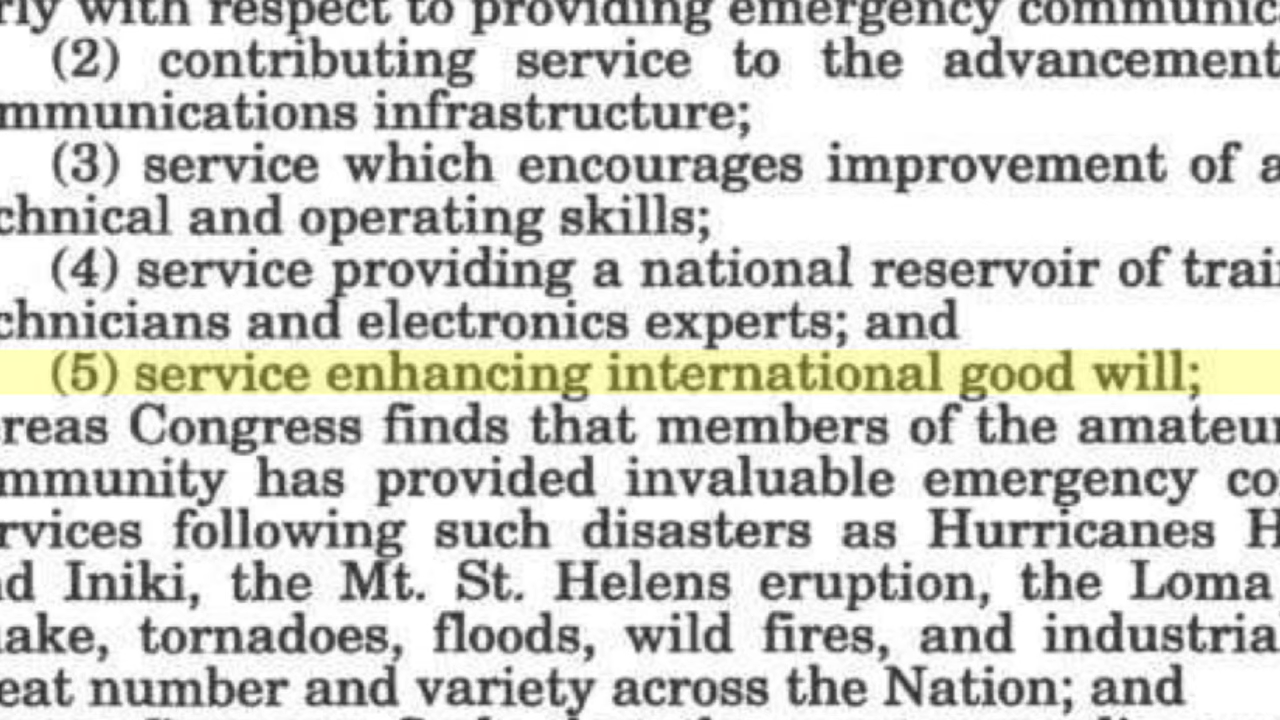 rly with respect to providing emergency communic
(2) contributing service to the advancement
mmunications infrastructure;
(3) service which encourages improvement of a
chnical and operating skills;
(4) service providing a national reservoir of trai
chnicians and electronics experts; and
(5) service enhancing international good will;
reas Congress finds that members of the amateur
mmunity has provided invaluable emergency co
rvices following such disasters as Hurricanes H
d Iniki, the Mt. St. Helens eruption, the Loma
ake, tornadoes, floods, wild fires, and industria
eat number and variety across the Nation; and